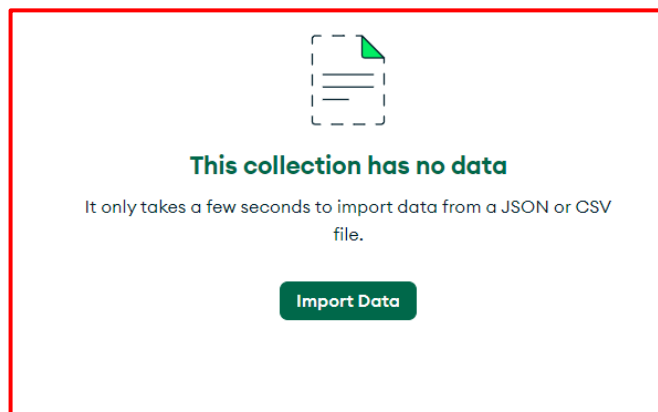 This collection has no data
It only takes a few seconds to import data from a JSON or CSV
file.
Import Data